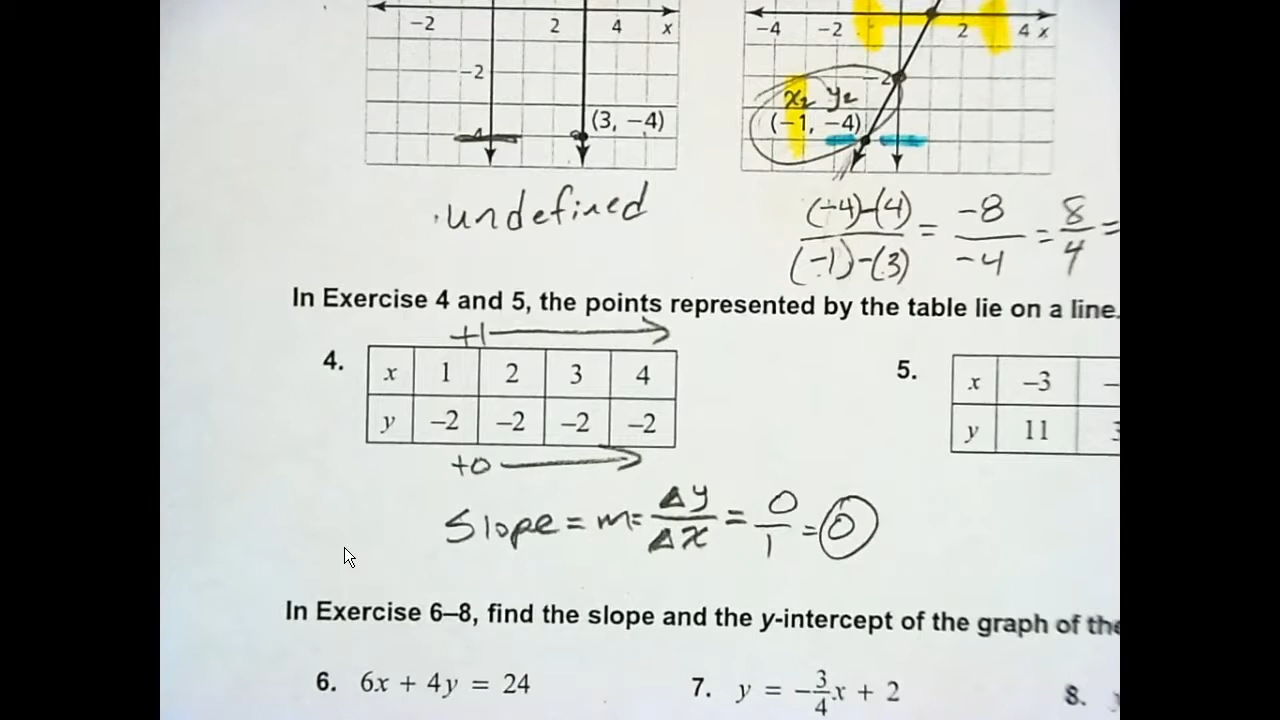 -2 2 4 x
-4 -2 2 4 x
-2
-2
x₂ y₂
(3, −4)
(−1, −4)
-4
undefined
(-4)-(4) / (-1)-(3) = -8/-4 = 8/4 =
In Exercise 4 and 5, the points represented by the table lie on a line.
+1
4. x 1 2 3 4
y −2 −2 −2 −2
5. x −3
y 11
+0
Slope = m = Δy/Δx = 0/1 = 0
In Exercise 6–8, find the slope and the y-intercept of the graph of the
6. 6x + 4y = 24
7. y = −3/4x + 2
8.